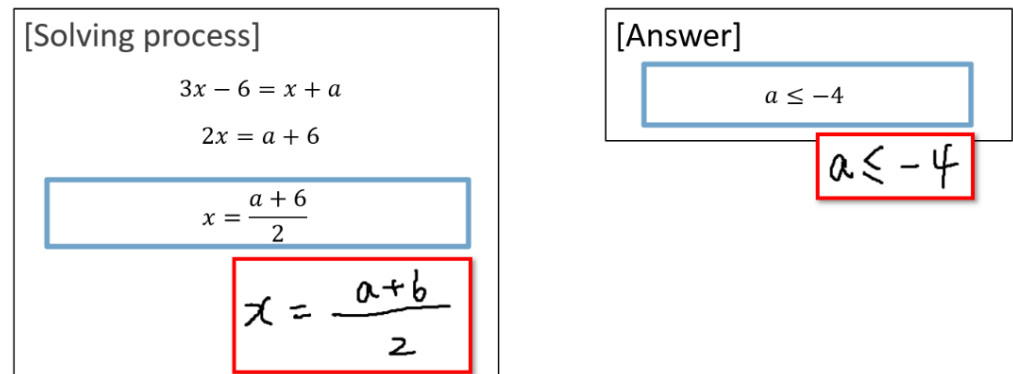 [Solving process]
3x − 6 = x + a
2x = a + 6
x = (a + 6)/2
x = (a+6)/2
[Answer]
a ≤ −4
a ≤ −4